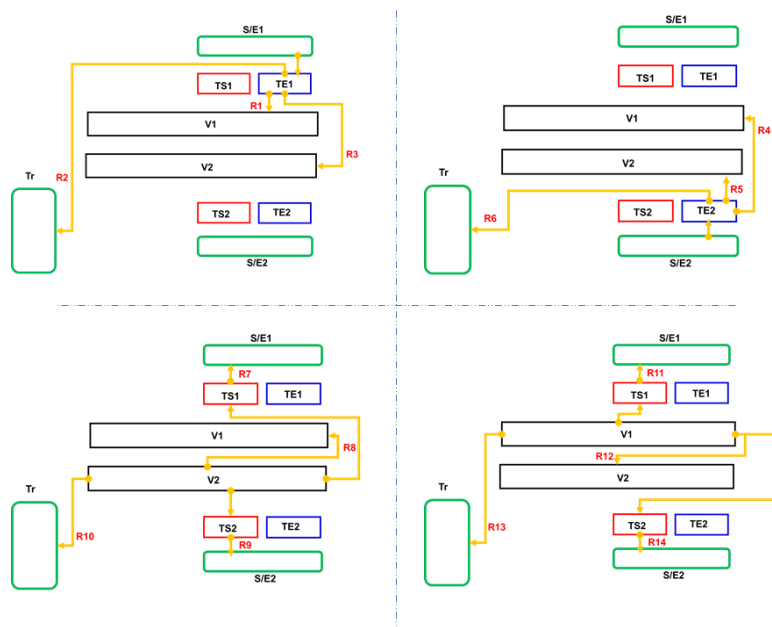 S/E1
TS1
TE1
R1
V1
R3
V2
Tr
R2
TS2
TE2
S/E2
S/E1
TS1
TE1
V1
R4
V2
Tr
R5
R6
TS2
TE2
S/E2
S/E1
R7
TS1
TE1
V1
R8
V2
Tr
TS2
TE2
R10
R9
S/E2
S/E1
R11
TS1
TE1
V1
R12
V2
Tr
R13
TS2
TE2
R14
S/E2